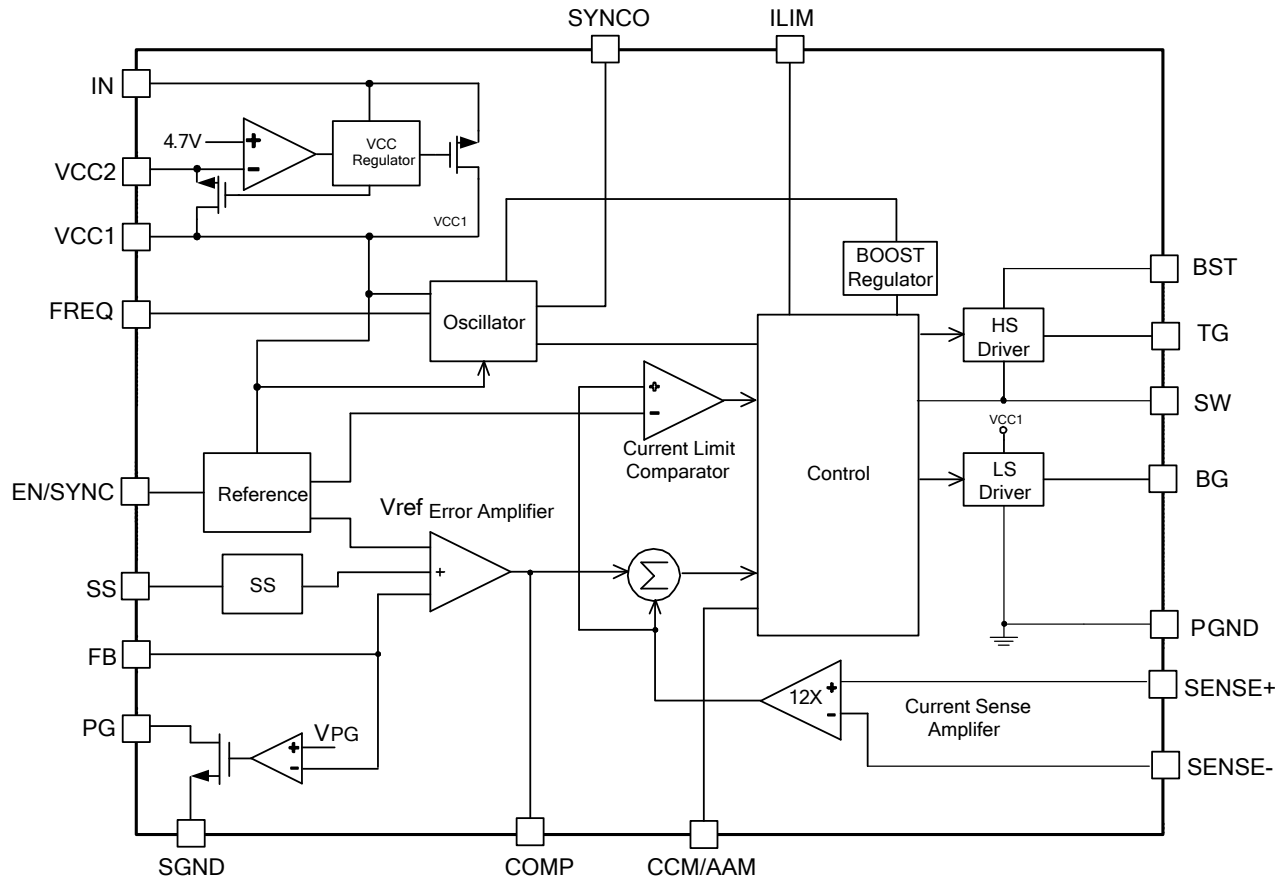 SYNCO
ILIM
IN
4.7V
+
-
VCC
Regulator
VCC2
VCC1
VCC1
BOOST
Regulator
BST
FREQ
Oscillator
HS
Driver
TG
+
-
SW
Current Limit
Comparator
VCC1
Control
LS
Driver
BG
EN/SYNC
Reference
Vref
Error Amplifier
+
Σ
SS
SS
PGND
FB
12X
+
-
Current Sense
Amplifer
SENSE+
PG
VPG
+
-
SENSE-
SGND
COMP
CCM/AAM